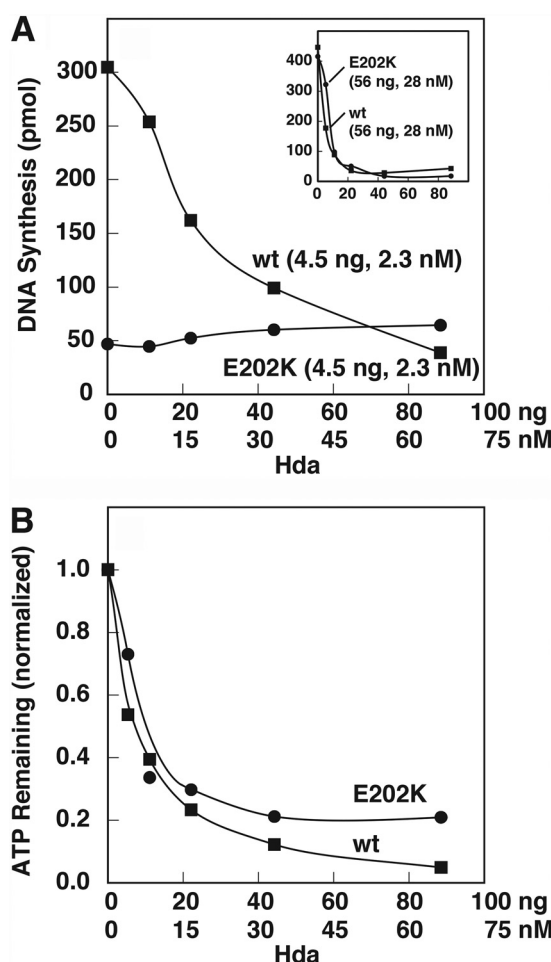 A
DNA Synthesis (pmol)
300
250
200
150
100
50
0
400
300
200
100
0
E202K
(56 ng, 28 nM)
wt
(56 ng, 28 nM)
0 20 40 60 80
wt (4.5 ng, 2.3 nM)
E202K (4.5 ng, 2.3 nM)
0 20 40 60 80 100 ng
0 15 30 45 60 75 nM
Hda
B
ATP Remaining (normalized)
1.0
0.8
0.6
0.4
0.2
0.0
E202K
wt
0 20 40 60 80 100 ng
0 15 30 45 60 75 nM
Hda